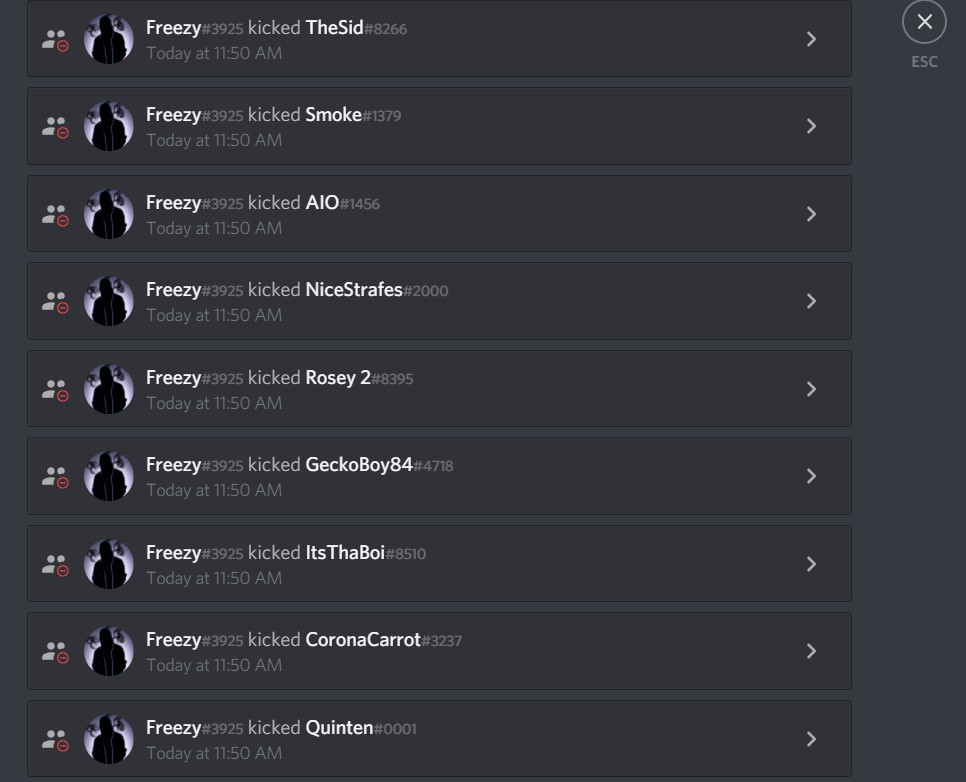 Freezy#3925 kicked TheSid#8266
Today at 11:50 AM
ESC
Freezy#3925 kicked Smoke#1379
Today at 11:50 AM
Freezy#3925 kicked AIO#1456
Today at 11:50 AM
Freezy#3925 kicked NiceStrafes#2000
Today at 11:50 AM
Freezy#3925 kicked Rosey 2#8395
Today at 11:50 AM
Freezy#3925 kicked GeckoBoy84#4718
Today at 11:50 AM
Freezy#3925 kicked ItsThaBoi#8510
Today at 11:50 AM
Freezy#3925 kicked CoronaCarrot#3237
Today at 11:50 AM
Freezy#3925 kicked Quinten#0001
Today at 11:50 AM